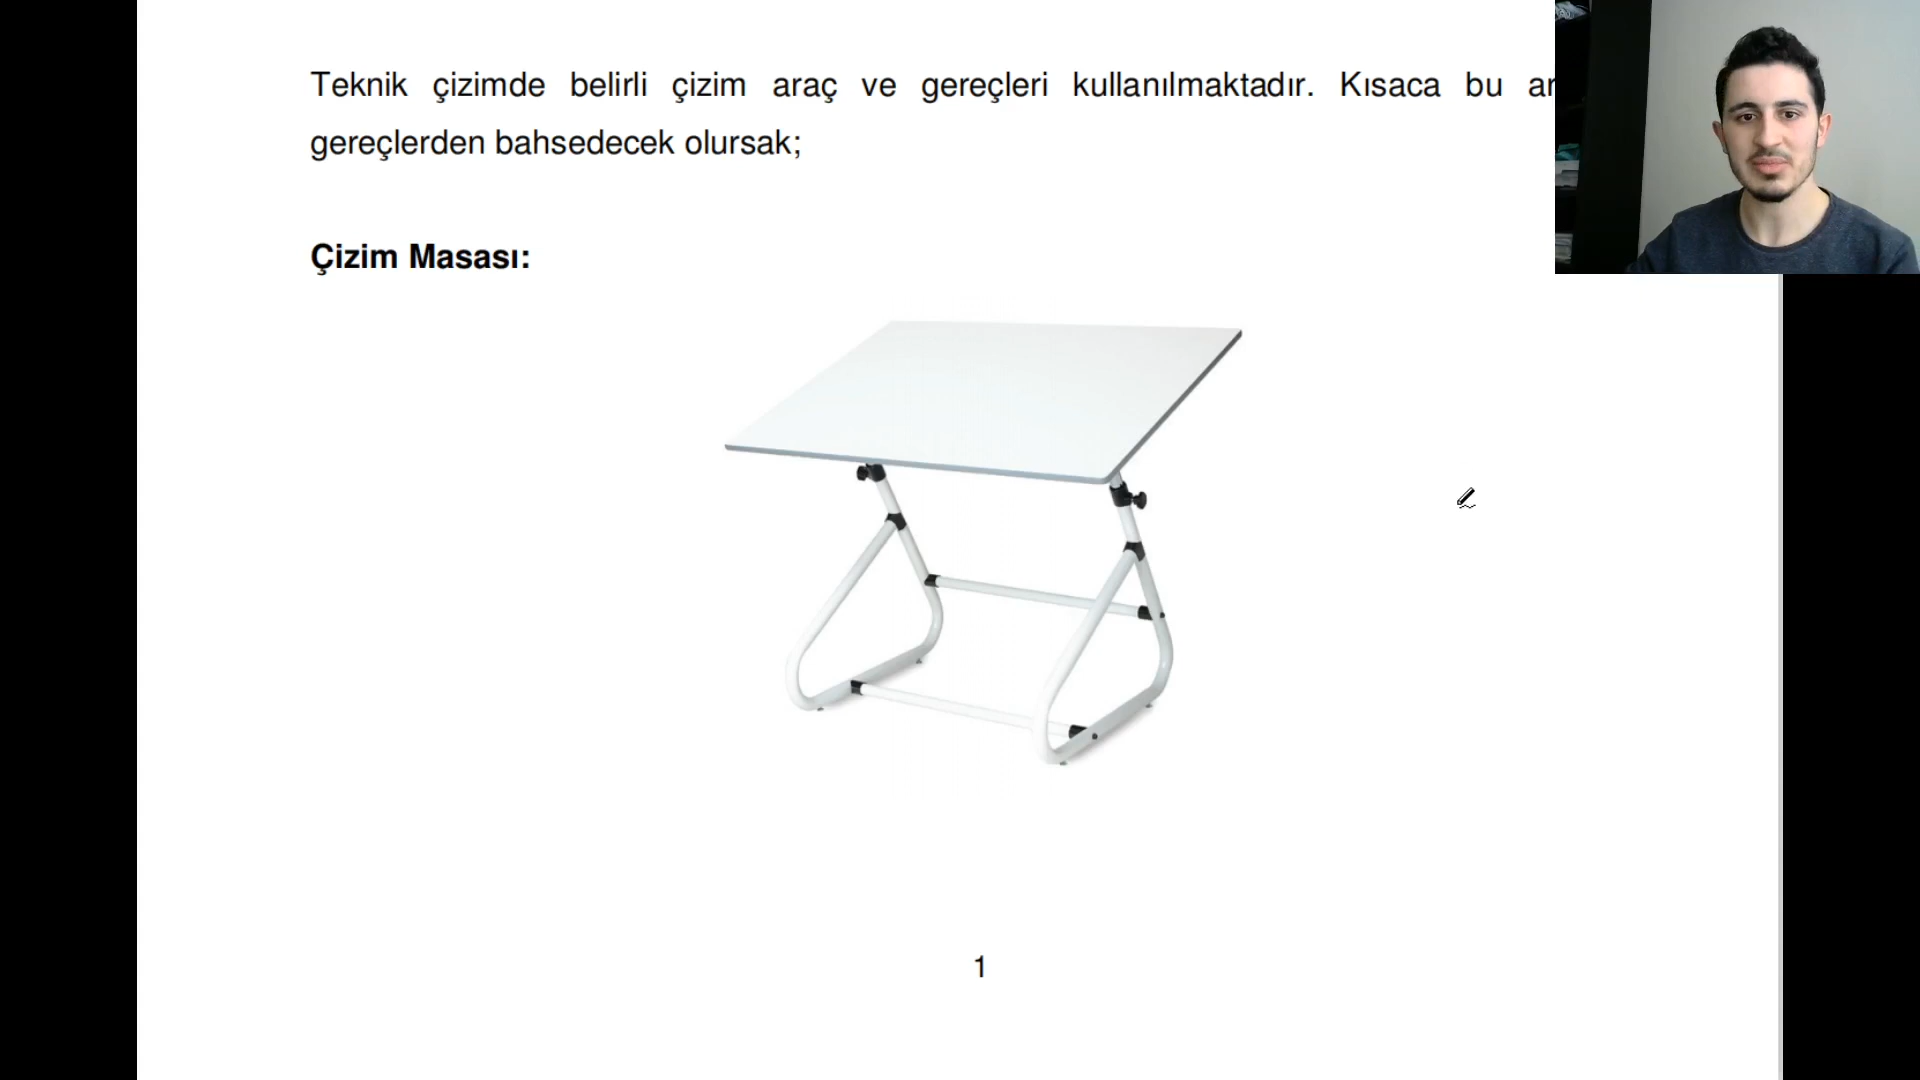 Teknik çizimde belirli çizim araç ve gereçleri kullanılmaktadır. Kısaca bu
gereçlerden bahsedecek olursak;
Çizim Masası:
1